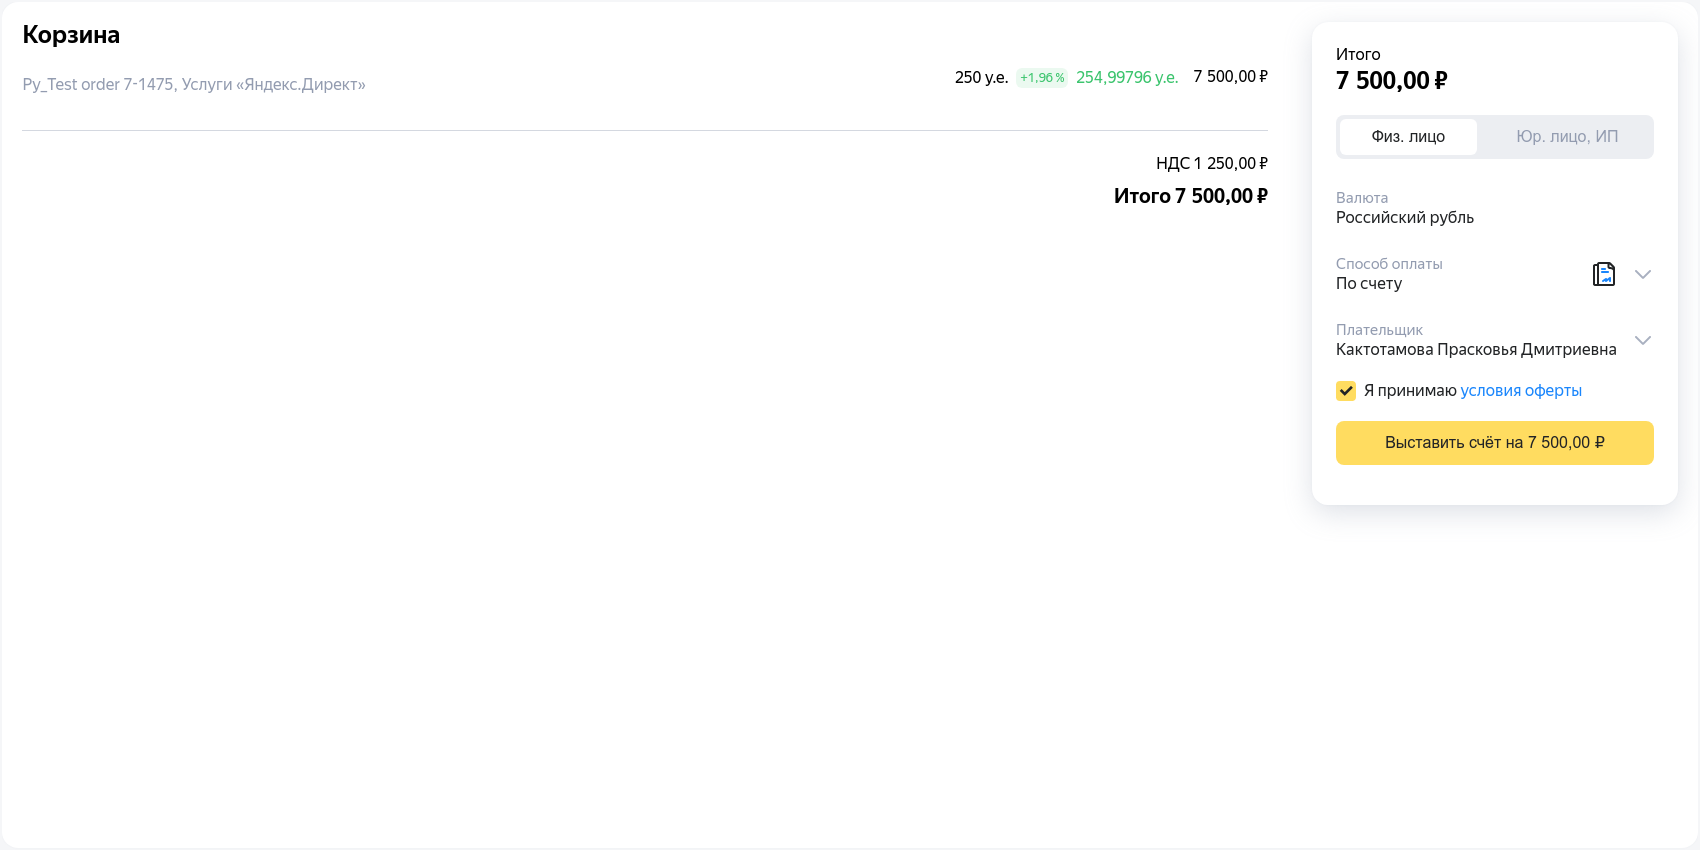 Корзина
Py_Test order 7-1475, Услуги «Яндекс.Директ»
250 у.е. +1,96 % 254,99796 у.е. 7 500,00 ₽
НДС 1 250,00 ₽
Итого 7 500,00 ₽
Итого
7 500,00 ₽
Физ. лицо Юр. лицо, ИП
Валюта
Российский рубль
Способ оплаты
По счету
Плательщик
Кактотамова Прасковья Дмитриевна
Я принимаю условия оферты
Выставить счёт на 7 500,00 ₽